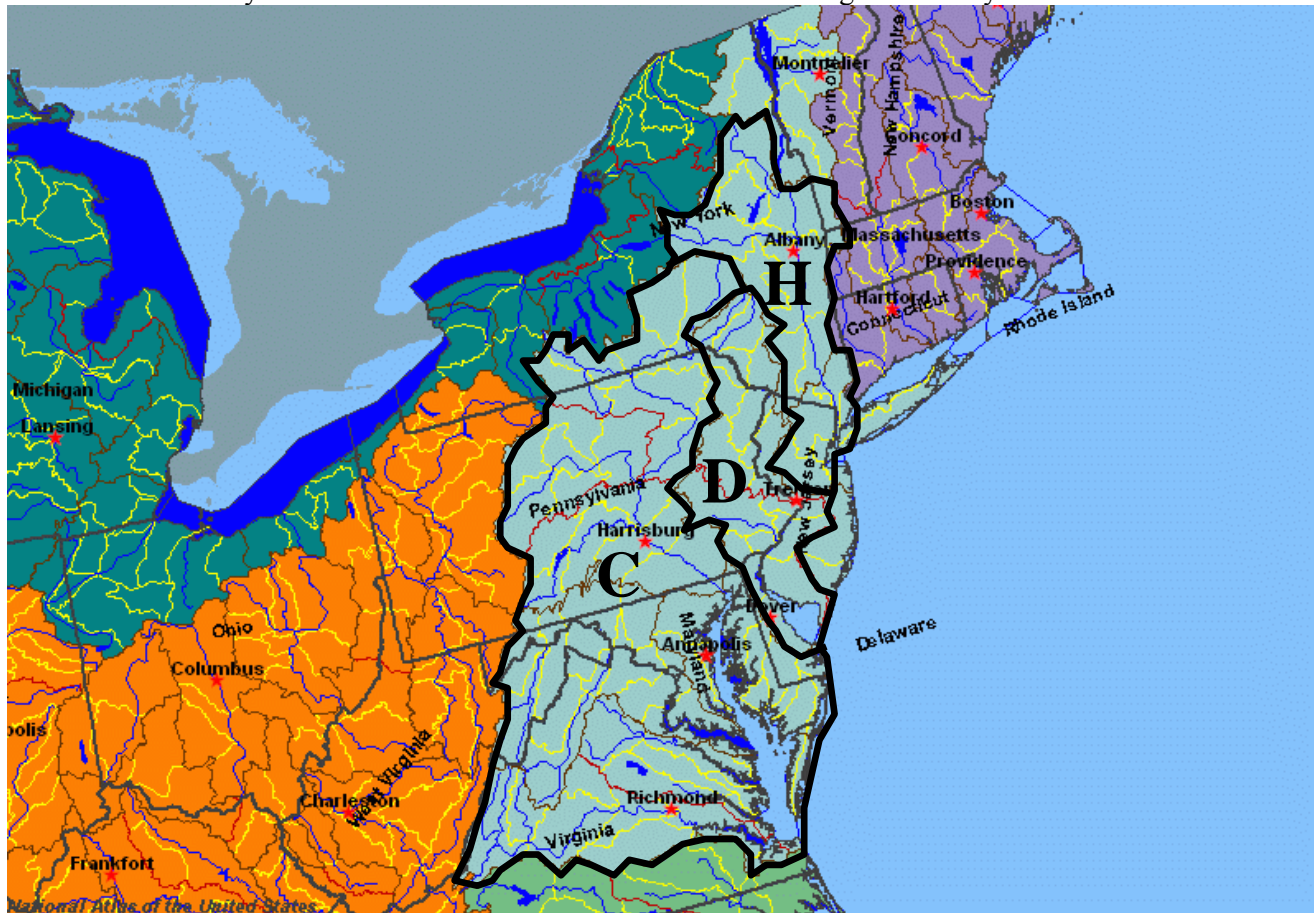 Montpelier
Vermont
New Hampshire
Concord
Boston
New York
Albany
Massachusetts
Providence
H
Hartford
Connecticut
Rhode Island
Michigan
Lansing
Pennsylvania
D
Trenton
New Jersey
Harrisburg
C
Dover
Delaware
Ohio
Maryland
Annapolis
Columbus
polis
West Virginia
Charleston
Richmond
Virginia
Frankfort
National Atlas of the United States